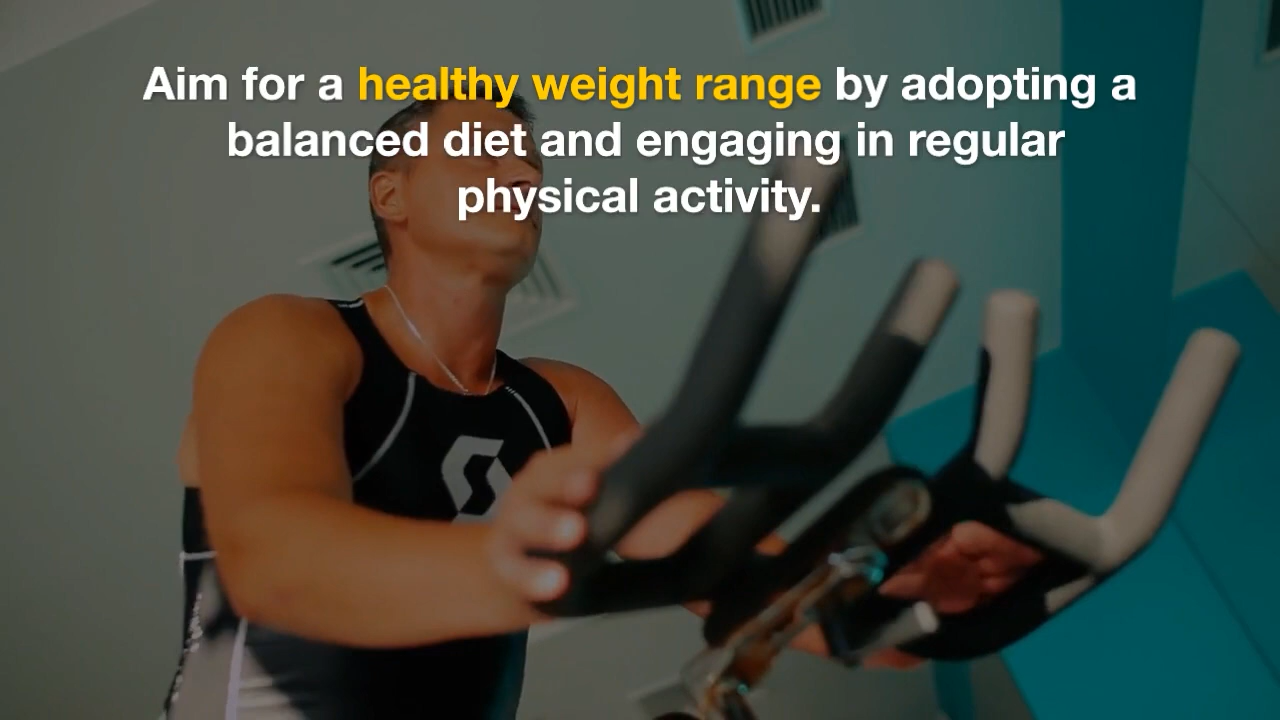 Aim for a healthy weight range by adopting a
balanced diet and engaging in regular
physical activity.